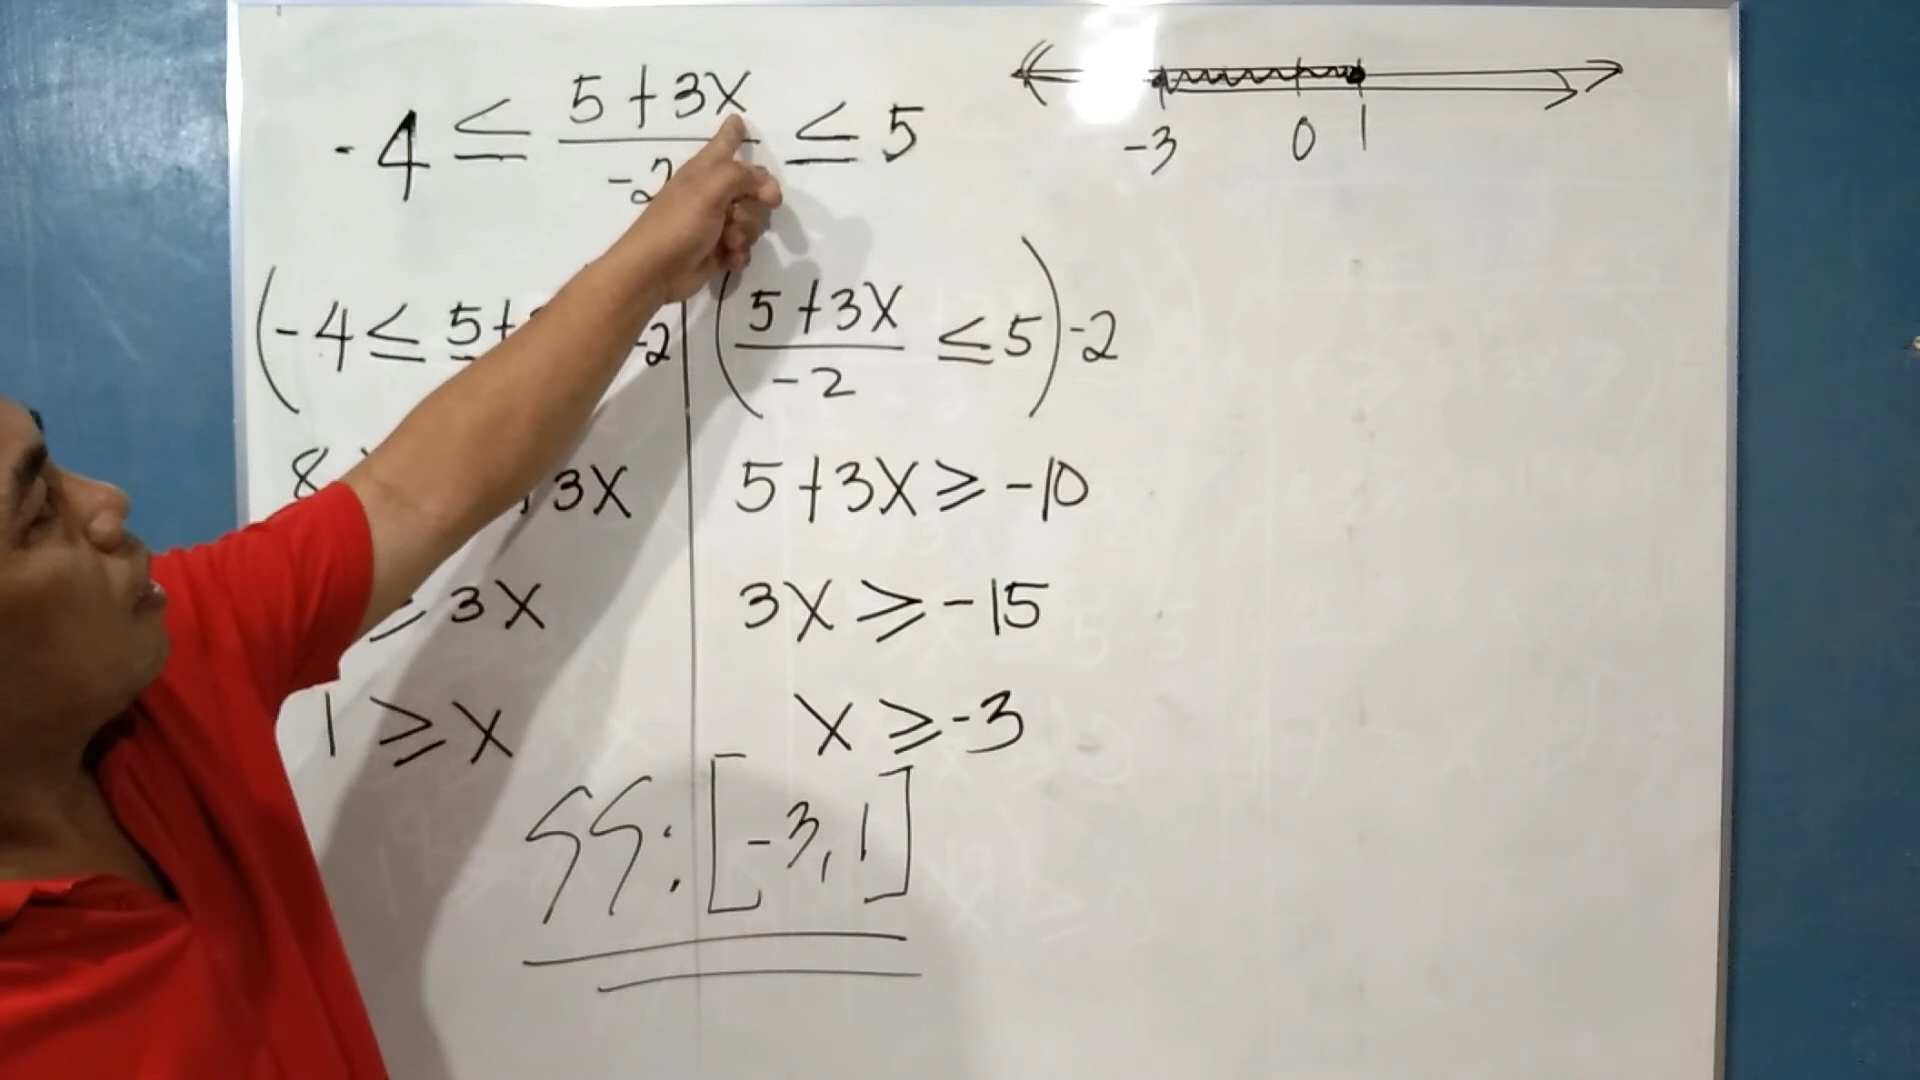 -4 ≤ (5+3x)/-2 ≤ 5
-3 0 1
(-4 ≤ 5+ -2
((5+3x)/-2 ≤ 5) -2
8 3x
5+3x ≥ -10
≥ 3x
3x ≥ -15
1 ≥ x
x ≥ -3
SS: [-3, 1]